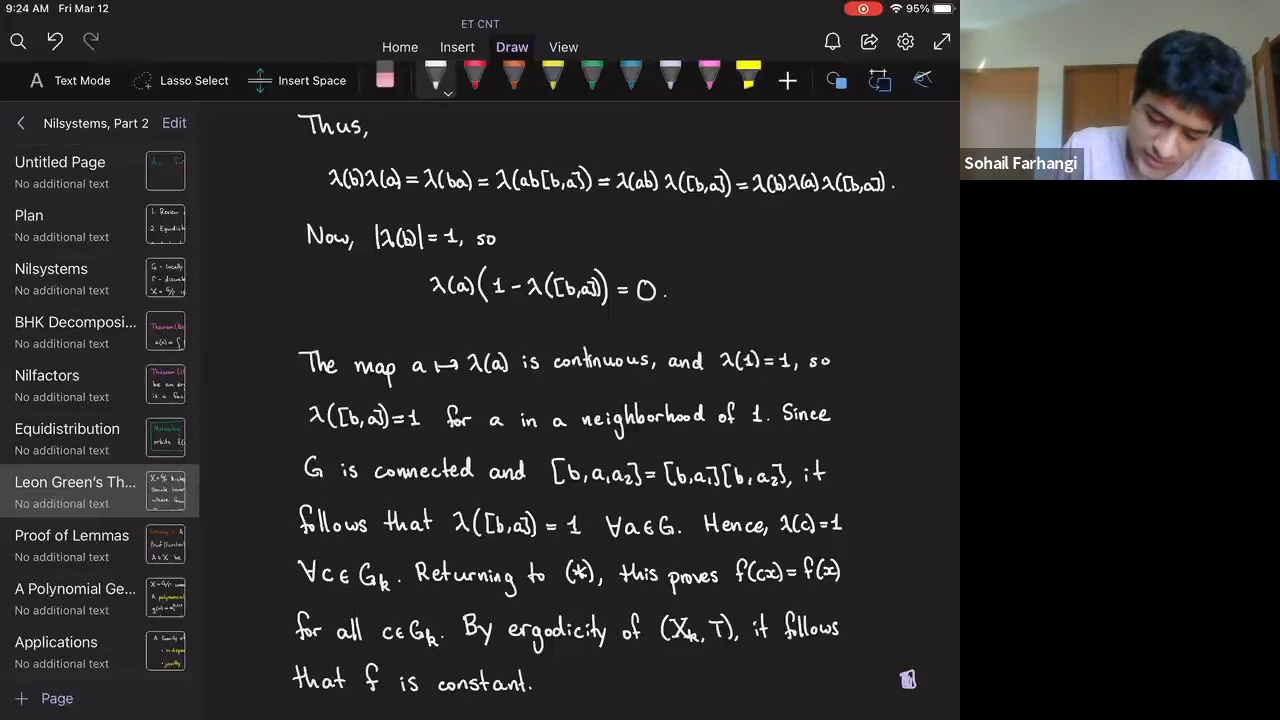 9:24 AM Fri Mar 12
95%
ET CNT
Home Insert Draw View
A Text Mode Lasso Select Insert Space
Nilsystems, Part 2 Edit
Untitled Page
No additional text
Plan
No additional text
Nilsystems
No additional text
BHK Decomposi...
No additional text
Nilfactors
No additional text
Equidistribution
No additional text
Leon Green's Th...
No additional text
Proof of Lemmas
No additional text
A Polynomial Ge...
No additional text
Applications
No additional text
+ Page
Thus,
λ(b)λ(a) = λ(ba) = λ(ab[b,a]) = λ(ab) λ([b,a]) = λ(b)λ(a)λ([b,a]).
Now, |λ(b)| = 1, so
λ(a)(1 - λ([b,a])) = 0.
The map a ↦ λ(a) is continuous, and λ(1) = 1, so
λ([b,a]) = 1 for a in a neighborhood of 1. Since
G is connected and [b, a₁a₂] = [b,a₁][b,a₂], it
follows that λ([b,a]) = 1 ∀a∈G. Hence, λ(c) = 1
∀c∈Gₖ. Returning to (*), this proves f(cx) = f(x)
for all c∈Gₖ. By ergodicity of (Xₖ, T), it follows
that f is constant.
Sohail Farhangi